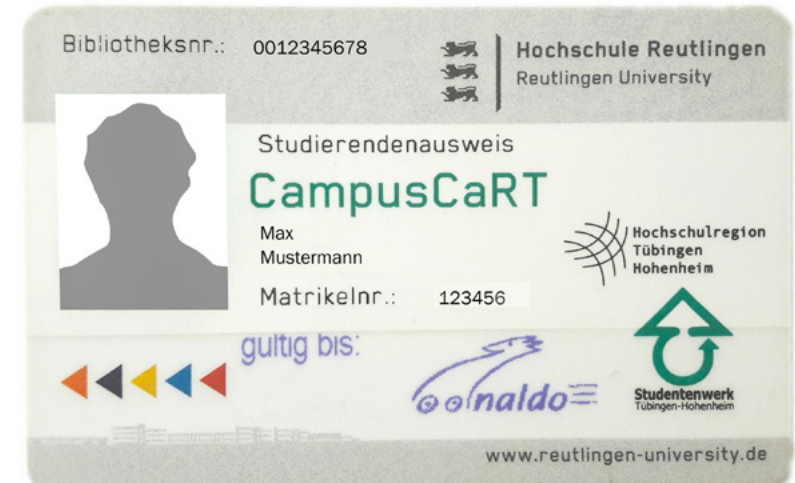 Bibliotheksnr.: 0012345678
Hochschule Reutlingen
Reutlingen University
Studierendenausweis
CampusCaRT
Max
Mustermann
Matrikelnr.: 123456
Hochschulregion
Tübingen
Hohenheim
gultig bis:
naldo
Studentenwerk
Tübingen-Hohenheim
www.reutlingen-university.de